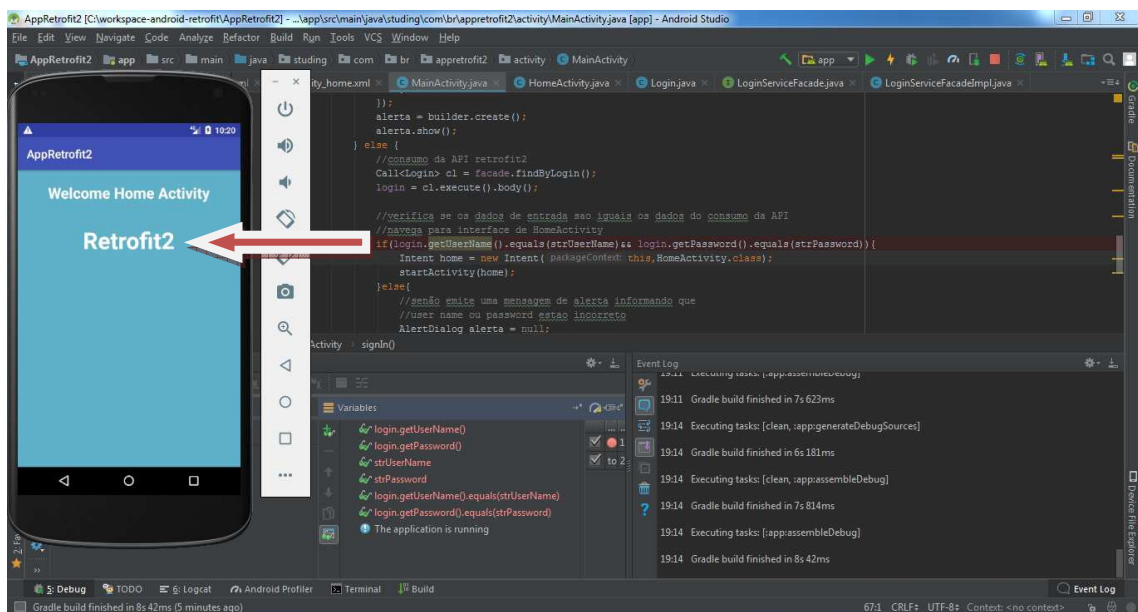 AppRetrofit2 [C:\workspace-android-retrofit\AppRetrofit2] - ...\app\src\main\java\studing\com\br\appretrofit2\activity\MainActivity.java [app] - Android Studio
File Edit View Navigate Code Analyze Refactor Build Run Tools VCS Window Help
AppRetrofit2 app src main java studing com br appretrofit2 activity MainActivity app
ity_home.xml MainActivity.java HomeActivity.java Login.java LoginServiceFacade.java LoginServiceFacadeImpl.java
10:20
AppRetrofit2
Welcome Home Activity
Retrofit2
});
alerta = builder.create();
alerta.show();
} else {
//consumo da API retrofit2
Call<Login> cl = facade.findByLogin();
login = cl.execute().body();
//verifica se os dados de entrada sao iguais os dados do consumo da API
//navega para interface de HomeActivity
if(login.getUserName().equals(strUserName)&& login.getPassword().equals(strPassword)){
Intent home = new Intent( packageContext: this,HomeActivity.class);
startActivity(home);
}else{
//senão emite uma mensagem de alerta informando que
//user name ou password estao incorreto
AlertDialog alerta = null;
Activity signIn()
Gradle
Documentation
Device File Explorer
Variables
login.getUserName()
login.getPassword()
strUserName
strPassword
login.getUserName().equals(strUserName)
login.getPassword().equals(strPassword)
The application is running
... ...
1
to 2
Event Log
19:11 Executing tasks: [:app:assembleDebug]
19:11 Gradle build finished in 7s 623ms
19:14 Executing tasks: [clean, :app:generateDebugSources]
19:14 Gradle build finished in 6s 181ms
19:14 Executing tasks: [clean, :app:assembleDebug]
19:14 Gradle build finished in 7s 814ms
19:14 Executing tasks: [:app:assembleDebug]
19:14 Gradle build finished in 8s 42ms
5: Debug TODO 6: Logcat Android Profiler Terminal Build Event Log
Gradle build finished in 8s 42ms (5 minutes ago) 67:1 CRLF÷ UTF-8÷ Context: <no context>